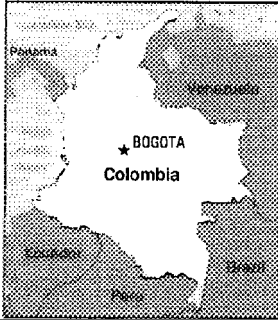 Panama
Venezuela
BOGOTA
Colombia
Ecuador
Brazil
Peru